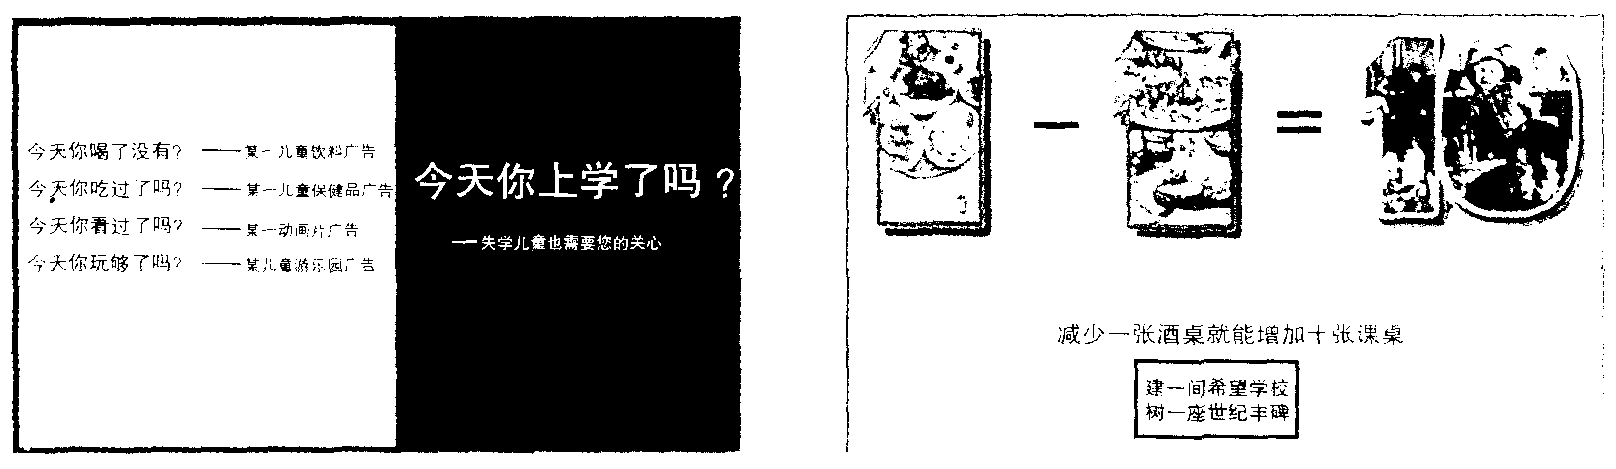 今天你喝了没有? ——某一儿童饮料广告
今天你吃过了吗? ——某一儿童保健品广告
今天你看过了吗? ——某一动画片广告
今天你玩够了吗? ——某儿童游乐园广告
今天你上学了吗?
——失学儿童也需要您的关心
1 — 1 = 10
减少一张酒桌就能增加十张课桌
建一间希望学校
树一座世纪丰碑